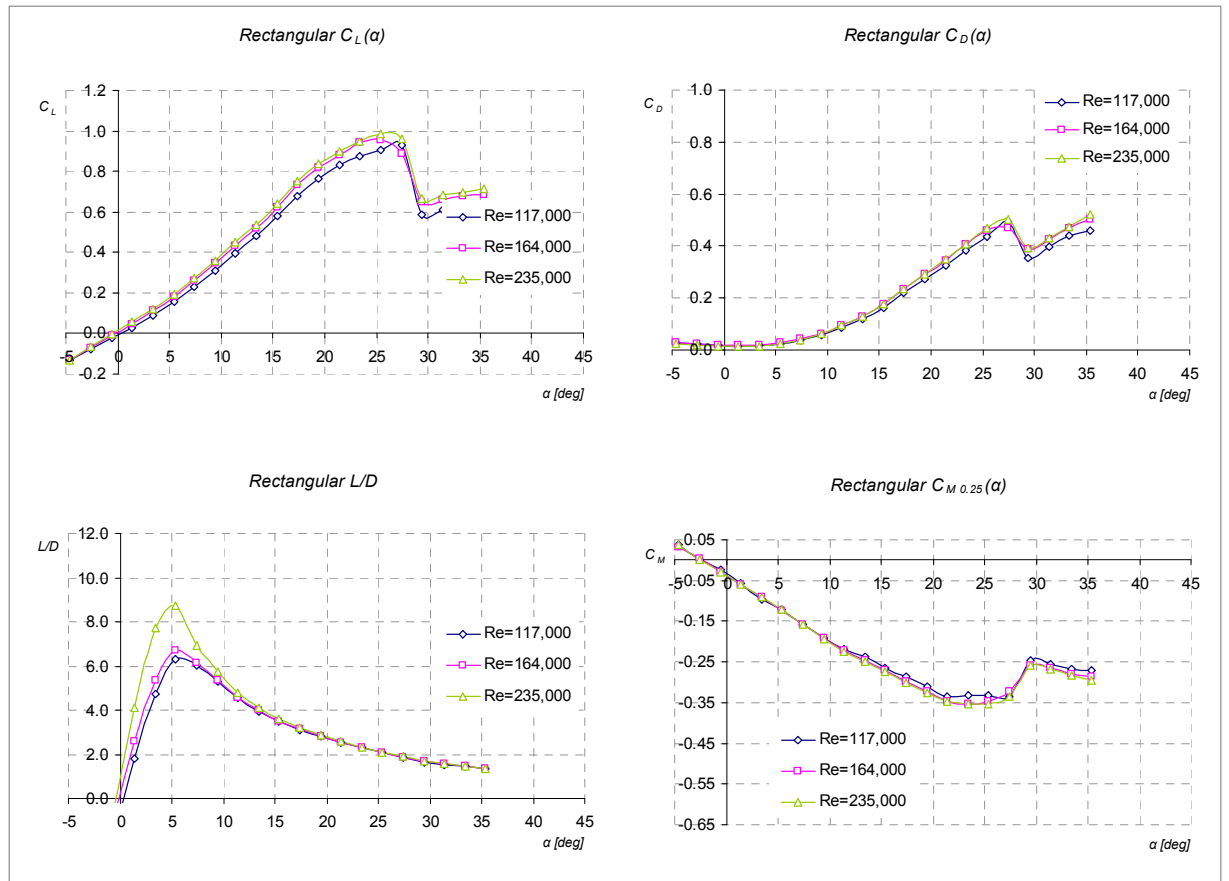 Rectangular C L (α)
C L
1.2
1.0
0.8
0.6
0.4
0.2
0.0
-0.2
-5 0 5 10 15 20 25 30 35 40 45
α [deg]
Re=117,000
Re=164,000
Re=235,000
Rectangular C D (α)
C D
1.0
0.8
0.6
0.4
0.2
0.0
-5 0 5 10 15 20 25 30 35 40 45
α [deg]
Re=117,000
Re=164,000
Re=235,000
Rectangular L/D
L/D
12.0
10.0
8.0
6.0
4.0
2.0
0.0
-5 0 5 10 15 20 25 30 35 40 45
α [deg]
Re=117,000
Re=164,000
Re=235,000
Rectangular C M 0.25 (α)
C M
0.05
-0.05
-0.15
-0.25
-0.35
-0.45
-0.55
-0.65
-5 0 5 10 15 20 25 30 35 40 45
α [deg]
Re=117,000
Re=164,000
Re=235,000